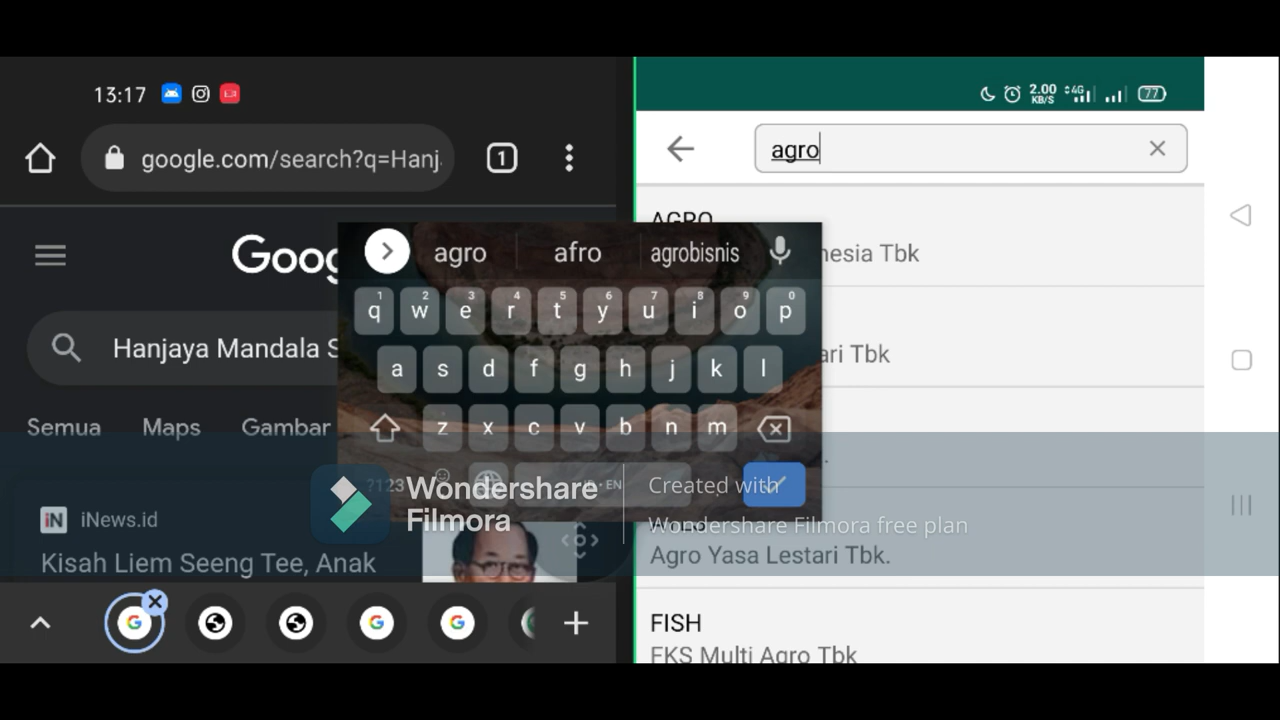 13:17
google.com/search?q=Hanj
1
Goog
Hanjaya Mandala S
Semua Maps Gambar
iNews.id
Kisah Liem Seeng Tee, Anak
2.00 KB/S 4G 77
agro
AGRO
nesia Tbk
ari Tbk
Agro Yasa Lestari Tbk.
FISH
FKS Multi Agro Tbk
agro afro agrobisnis
1 2 3 4 5 6 7 8 9 0
q w e r t y u i o p
a s d f g h j k l
z x c v b n m
?123 EN
Wondershare
Filmora
Created with
Wondershare Filmora free plan